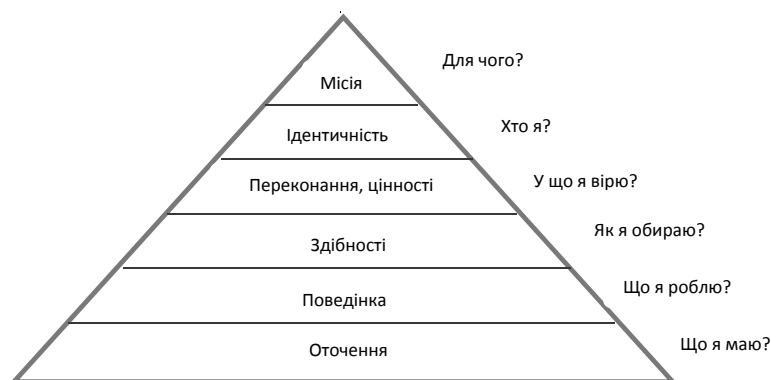 Для чого?
Місія
Хто я?
Ідентичність
У що я вірю?
Переконання, цінності
Як я обираю?
Здібності
Що я роблю?
Поведінка
Що я маю?
Оточення